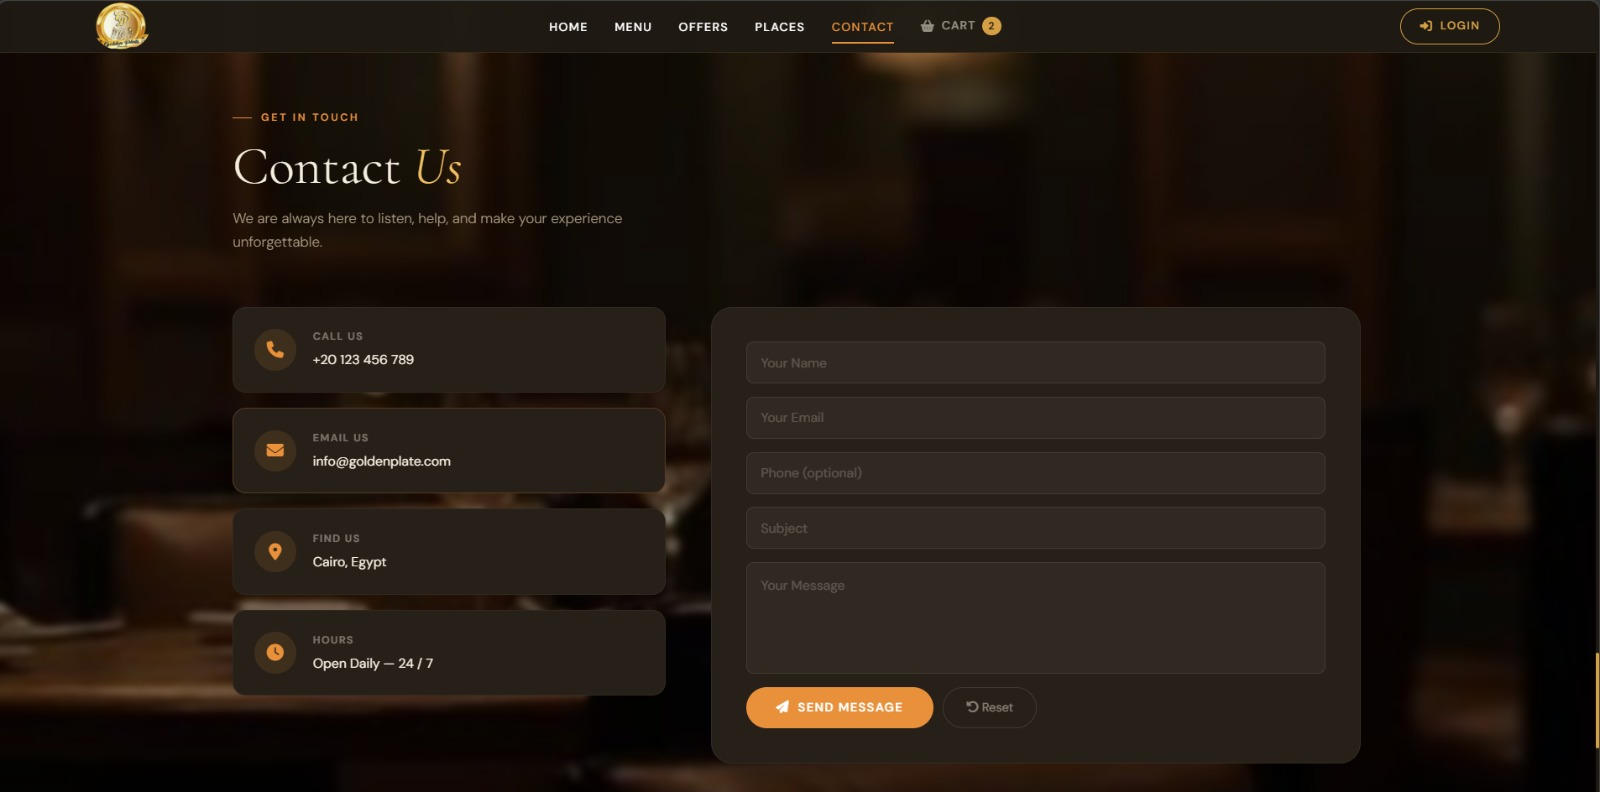 HOME
MENU
OFFERS
PLACES
CONTACT
CART 2
LOGIN
GET IN TOUCH
Contact Us
We are always here to listen, help, and make your experience
unforgettable.
CALL US
+20 123 456 789
EMAIL US
info@goldenplate.com
FIND US
Cairo, Egypt
HOURS
Open Daily — 24 / 7
Your Name
Your Email
Phone (optional)
Subject
Your Message
SEND MESSAGE
Reset